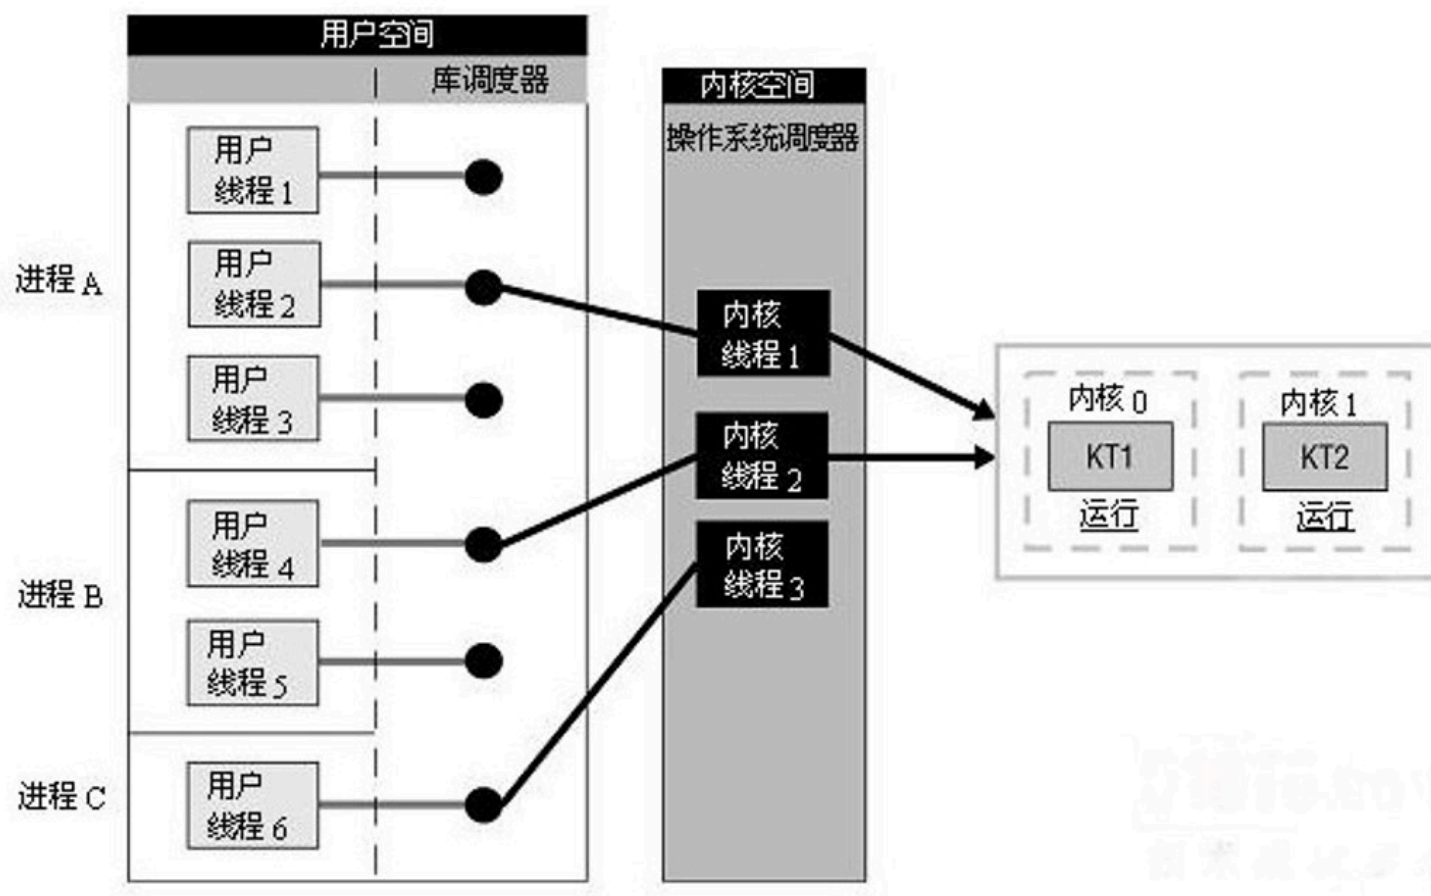 用户空间
库调度器
内核空间
操作系统调度器
进程A
用户
线程1
用户
线程2
用户
线程3
进程B
用户
线程4
用户
线程5
进程C
用户
线程6
内核
线程1
内核
线程2
内核
线程3
内核0
KT1
运行
内核1
KT2
运行